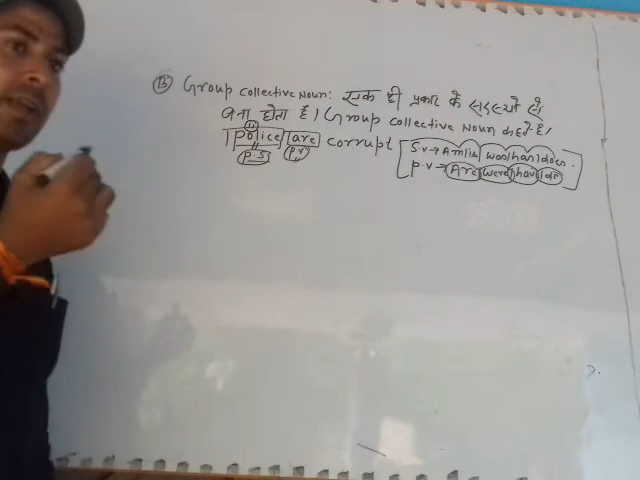 (B) Group collective Noun: एक ही प्रकार के सदस्यों से
बना होता है। Group collective Noun कहते है।
Police are corrupt [S.v→Am/is/was/has/does.
P.S P.V P.v→Are/were/have/do]